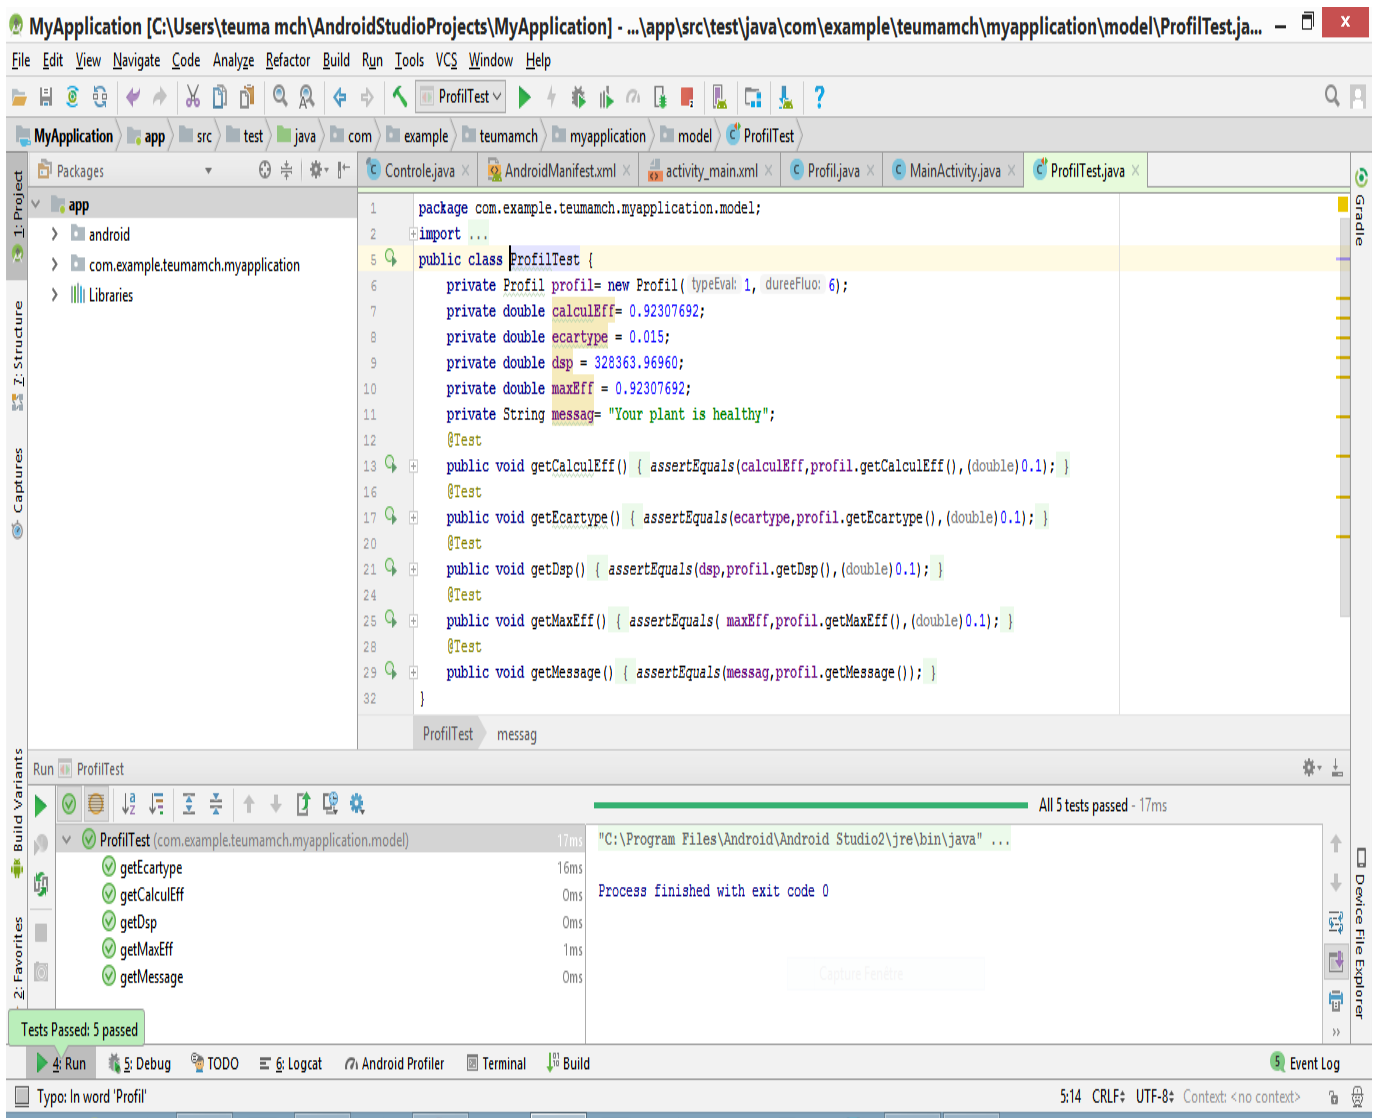 MyApplication [C:\Users\teuma mch\AndroidStudioProjects\MyApplication] - ...\app\src\test\java\com\example\teumamch\myapplication\model\ProfilTest.ja...
File Edit View Navigate Code Analyze Refactor Build Run Tools VCS Window Help
ProfilTest
MyApplication app src test java com example teumamch myapplication model ProfilTest
Packages
Controle.java AndroidManifest.xml activity_main.xml Profil.java MainActivity.java ProfilTest.java
1: Project
Z: Structure
Captures
Build Variants
2: Favorites
Gradle
Device File Explorer
app
android
com.example.teumamch.myapplication
Libraries
1 package com.example.teumamch.myapplication.model;
2 import ...
5 public class ProfilTest {
6 private Profil profil= new Profil( typeEval: 1, dureeFluo: 6);
7 private double calculEff= 0.92307692;
8 private double ecartype = 0.015;
9 private double dsp = 328363.96960;
10 private double maxEff = 0.92307692;
11 private String messag= "Your plant is healthy";
12 @Test
13 public void getCalculEff() { assertEquals(calculEff,profil.getCalculEff(),(double)0.1); }
16 @Test
17 public void getEcartype() { assertEquals(ecartype,profil.getEcartype(),(double)0.1); }
20 @Test
21 public void getDsp() { assertEquals(dsp,profil.getDsp(),(double)0.1); }
24 @Test
25 public void getMaxEff() { assertEquals( maxEff,profil.getMaxEff(),(double)0.1); }
28 @Test
29 public void getMessage() { assertEquals(messag,profil.getMessage()); }
32 }
ProfilTest messag
Run ProfilTest
All 5 tests passed - 17ms
ProfilTest (com.example.teumamch.myapplication.model) 17ms
getEcartype 16ms
getCalculEff 0ms
getDsp 0ms
getMaxEff 1ms
getMessage 0ms
"C:\Program Files\Android\Android Studio2\jre\bin\java" ...
Process finished with exit code 0
Capture Fenêtre
Tests Passed: 5 passed
4: Run 5: Debug TODO 6: Logcat Android Profiler Terminal Build 5 Event Log
Typo: In word 'Profil' 5:14 CRLF UTF-8 Context: <no context>